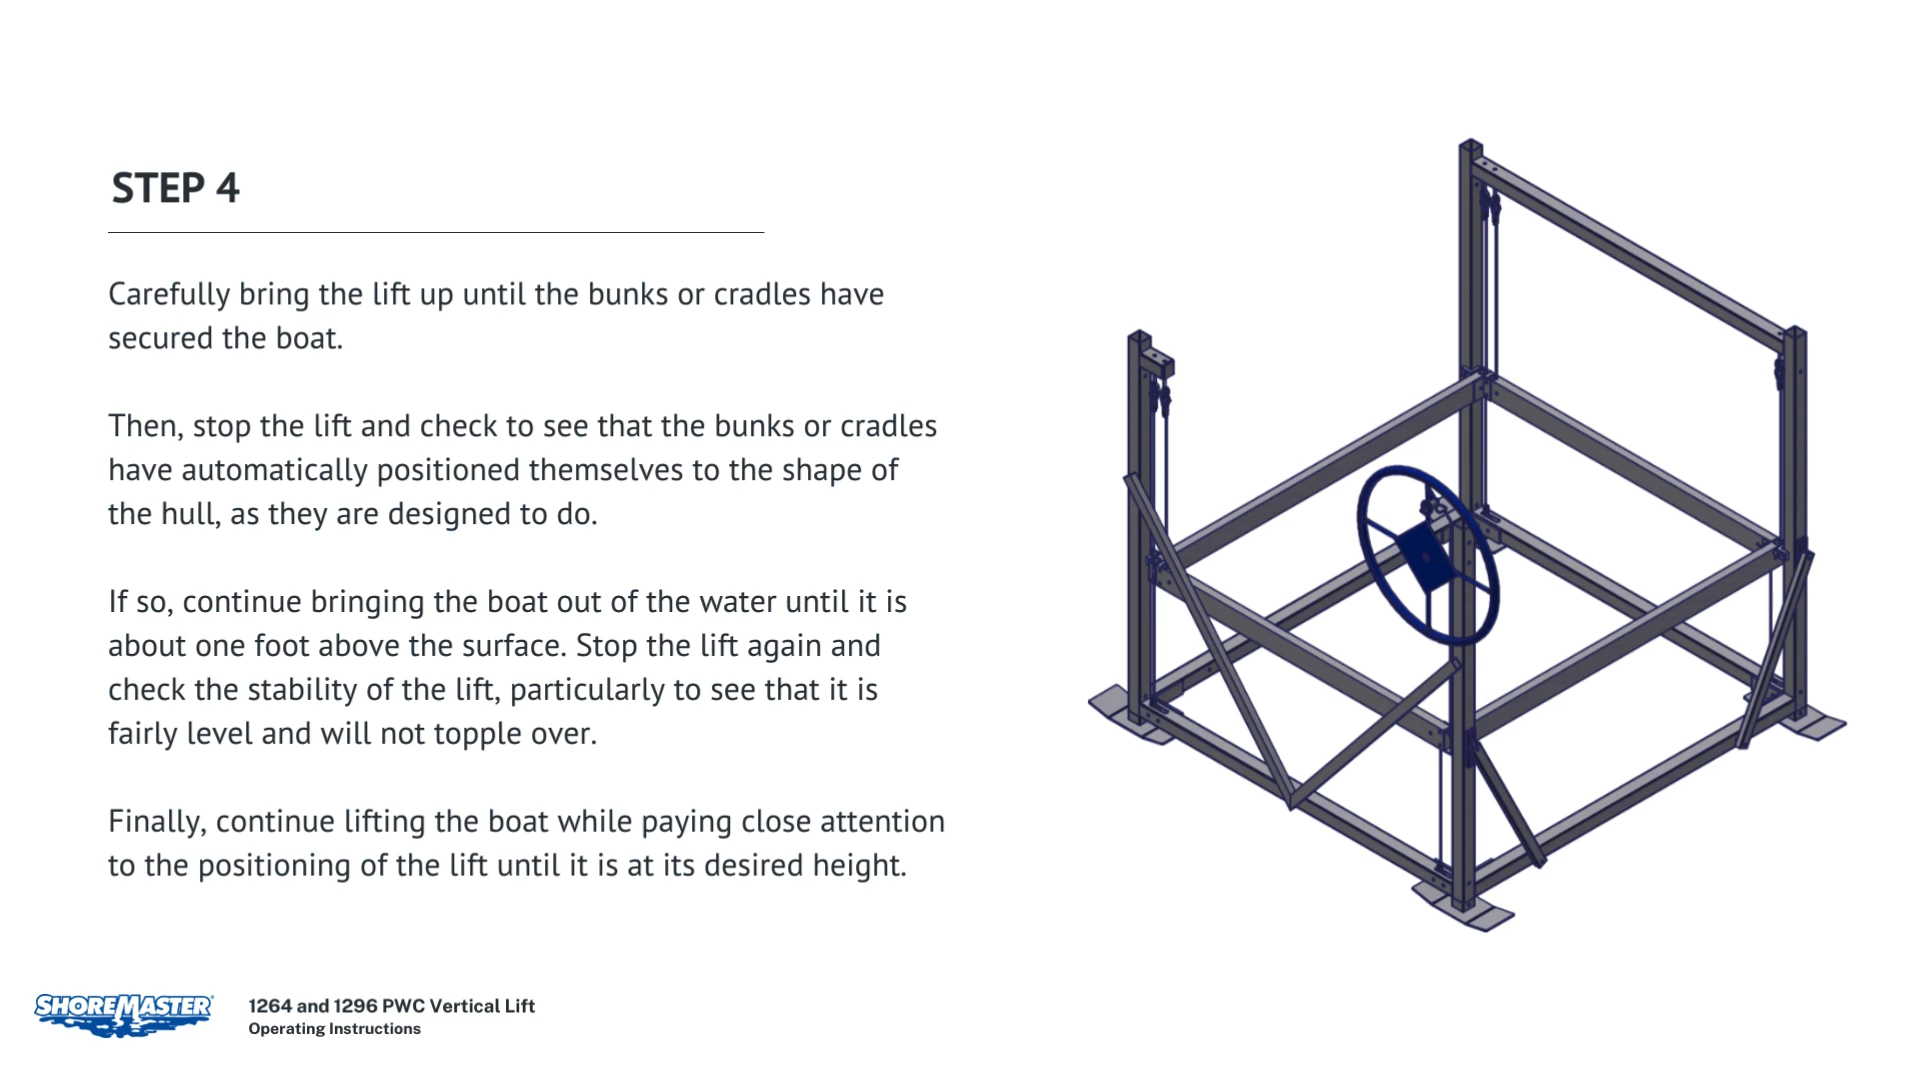 STEP 4
Carefully bring the lift up until the bunks or cradles have
secured the boat.
Then, stop the lift and check to see that the bunks or cradles
have automatically positioned themselves to the shape of
the hull, as they are designed to do.
If so, continue bringing the boat out of the water until it is
about one foot above the surface. Stop the lift again and
check the stability of the lift, particularly to see that it is
fairly level and will not topple over.
Finally, continue lifting the boat while paying close attention
to the positioning of the lift until it is at its desired height.
SHOREMASTER
1264 and 1296 PWC Vertical Lift
Operating Instructions